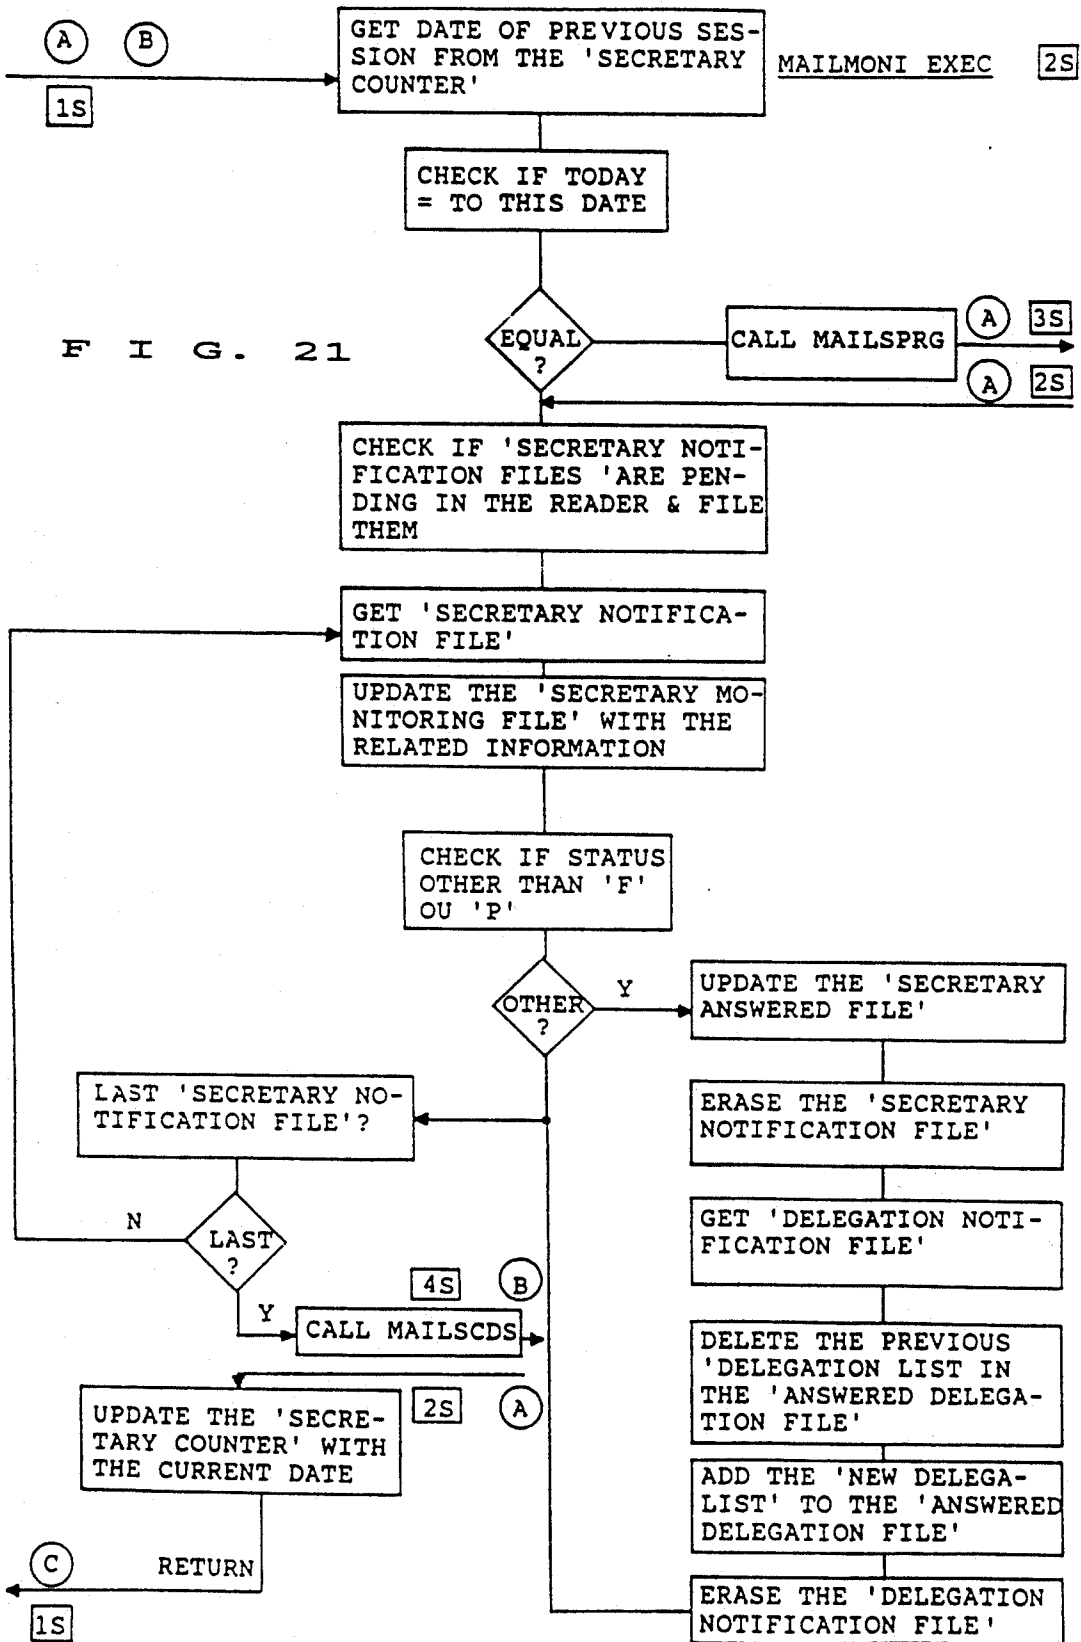 A B
1S
GET DATE OF PREVIOUS SES-
SION FROM THE 'SECRETARY
COUNTER'
MAILMONI EXEC 2S
CHECK IF TODAY
= TO THIS DATE
F I G. 21
EQUAL
?
CALL MAILSPRG
A 3S
A 2S
CHECK IF 'SECRETARY NOTI-
FICATION FILES 'ARE PEN-
DING IN THE READER & FILE
THEM
GET 'SECRETARY NOTIFICA-
TION FILE'
UPDATE THE 'SECRETARY MO-
NITORING FILE' WITH THE
RELATED INFORMATION
CHECK IF STATUS
OTHER THAN 'F'
OU 'P'
OTHER
?
Y
UPDATE THE 'SECRETARY
ANSWERED FILE'
ERASE THE 'SECRETARY
NOTIFICATION FILE'
GET 'DELEGATION NOTI-
FICATION FILE'
DELETE THE PREVIOUS
'DELEGATION LIST IN
THE 'ANSWERED DELEGA-
TION FILE'
ADD THE 'NEW DELEGA-
LIST' TO THE 'ANSWERED
DELEGATION FILE'
ERASE THE 'DELEGATION
NOTIFICATION FILE'
LAST 'SECRETARY NO-
TIFICATION FILE'?
N
LAST
?
Y
4S B
CALL MAILSCDS
2S A
UPDATE THE 'SECRE-
TARY COUNTER' WITH
THE CURRENT DATE
C RETURN
1S